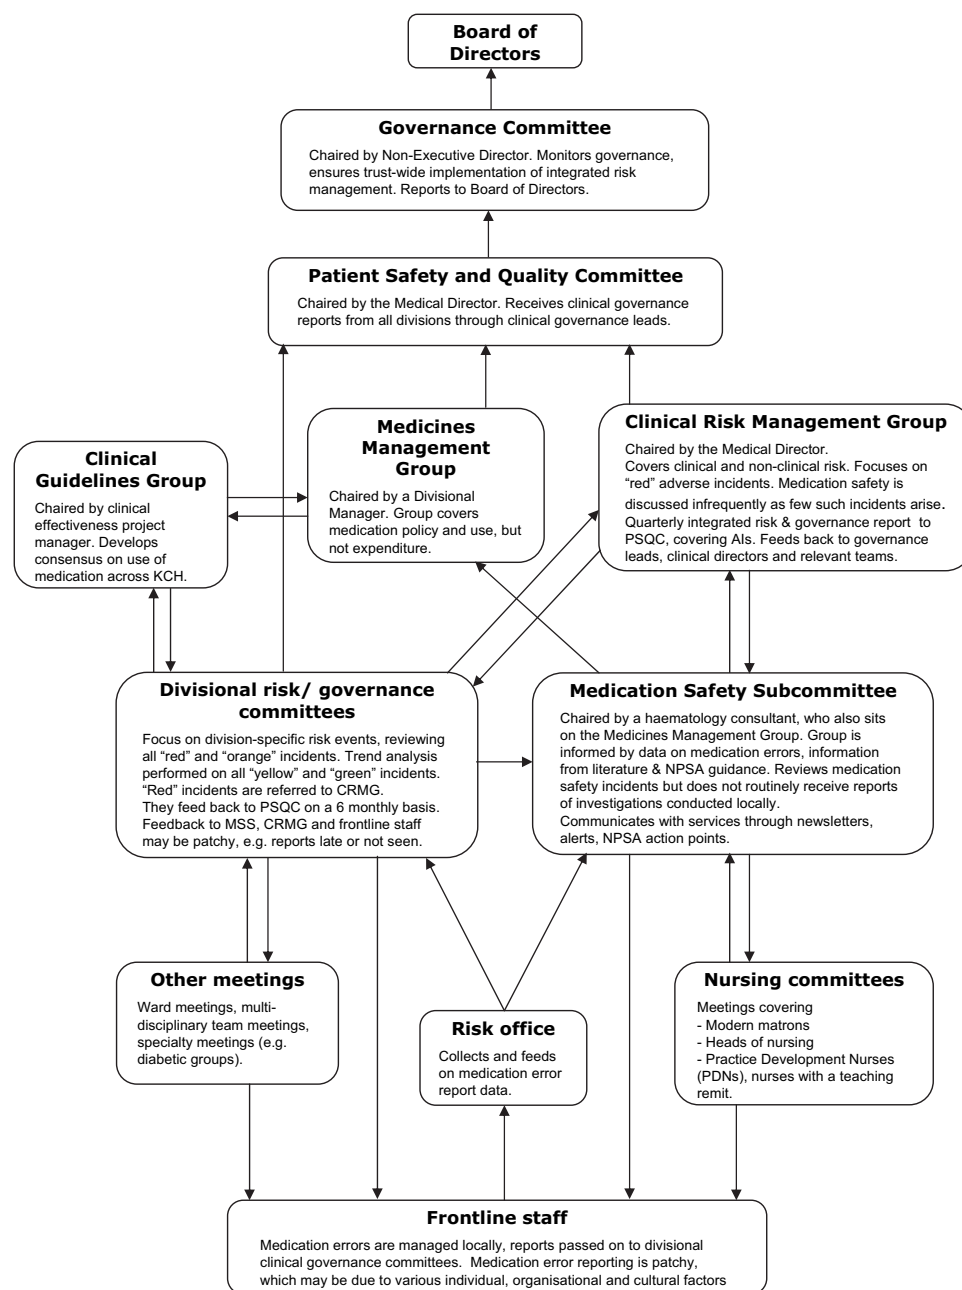 Board of
Directors
Governance Committee
Chaired by Non-Executive Director. Monitors governance,
ensures trust-wide implementation of integrated risk
management. Reports to Board of Directors.
Patient Safety and Quality Committee
Chaired by the Medical Director. Receives clinical governance
reports from all divisions through clinical governance leads.
Clinical
Guidelines Group
Chaired by clinical
effectiveness project
manager. Develops
consensus on use of
medication across KCH.
Medicines
Management
Group
Chaired by a Divisional
Manager. Group covers
medication policy and use, but
not expenditure.
Clinical Risk Management Group
Chaired by the Medical Director.
Covers clinical and non-clinical risk. Focuses on
“red” adverse incidents. Medication safety is
discussed infrequently as few such incidents arise.
Quarterly integrated risk & governance report to
PSQC, covering AIs. Feeds back to governance
leads, clinical directors and relevant teams.
Divisional risk/ governance
committees
Focus on division-specific risk events, reviewing
all “red” and “orange” incidents. Trend analysis
performed on all “yellow” and “green” incidents.
“Red” incidents are referred to CRMG.
They feed back to PSQC on a 6 monthly basis.
Feedback to MSS, CRMG and frontline staff
may be patchy, e.g. reports late or not seen.
Medication Safety Subcommittee
Chaired by a haematology consultant, who also sits
on the Medicines Management Group. Group is
informed by data on medication errors, information
from literature & NPSA guidance. Reviews medication
safety incidents but does not routinely receive reports
of investigations conducted locally.
Communicates with services through newsletters,
alerts, NPSA action points.
Other meetings
Ward meetings, multi-
disciplinary team meetings,
specialty meetings (e.g.
diabetic groups).
Risk office
Collects and feeds
on medication error
report data.
Nursing committees
Meetings covering
- Modern matrons
- Heads of nursing
- Practice Development Nurses
(PDNs), nurses with a teaching
remit.
Frontline staff
Medication errors are managed locally, reports passed on to divisional
clinical governance committees. Medication error reporting is patchy,
which may be due to various individual, organisational and cultural factors